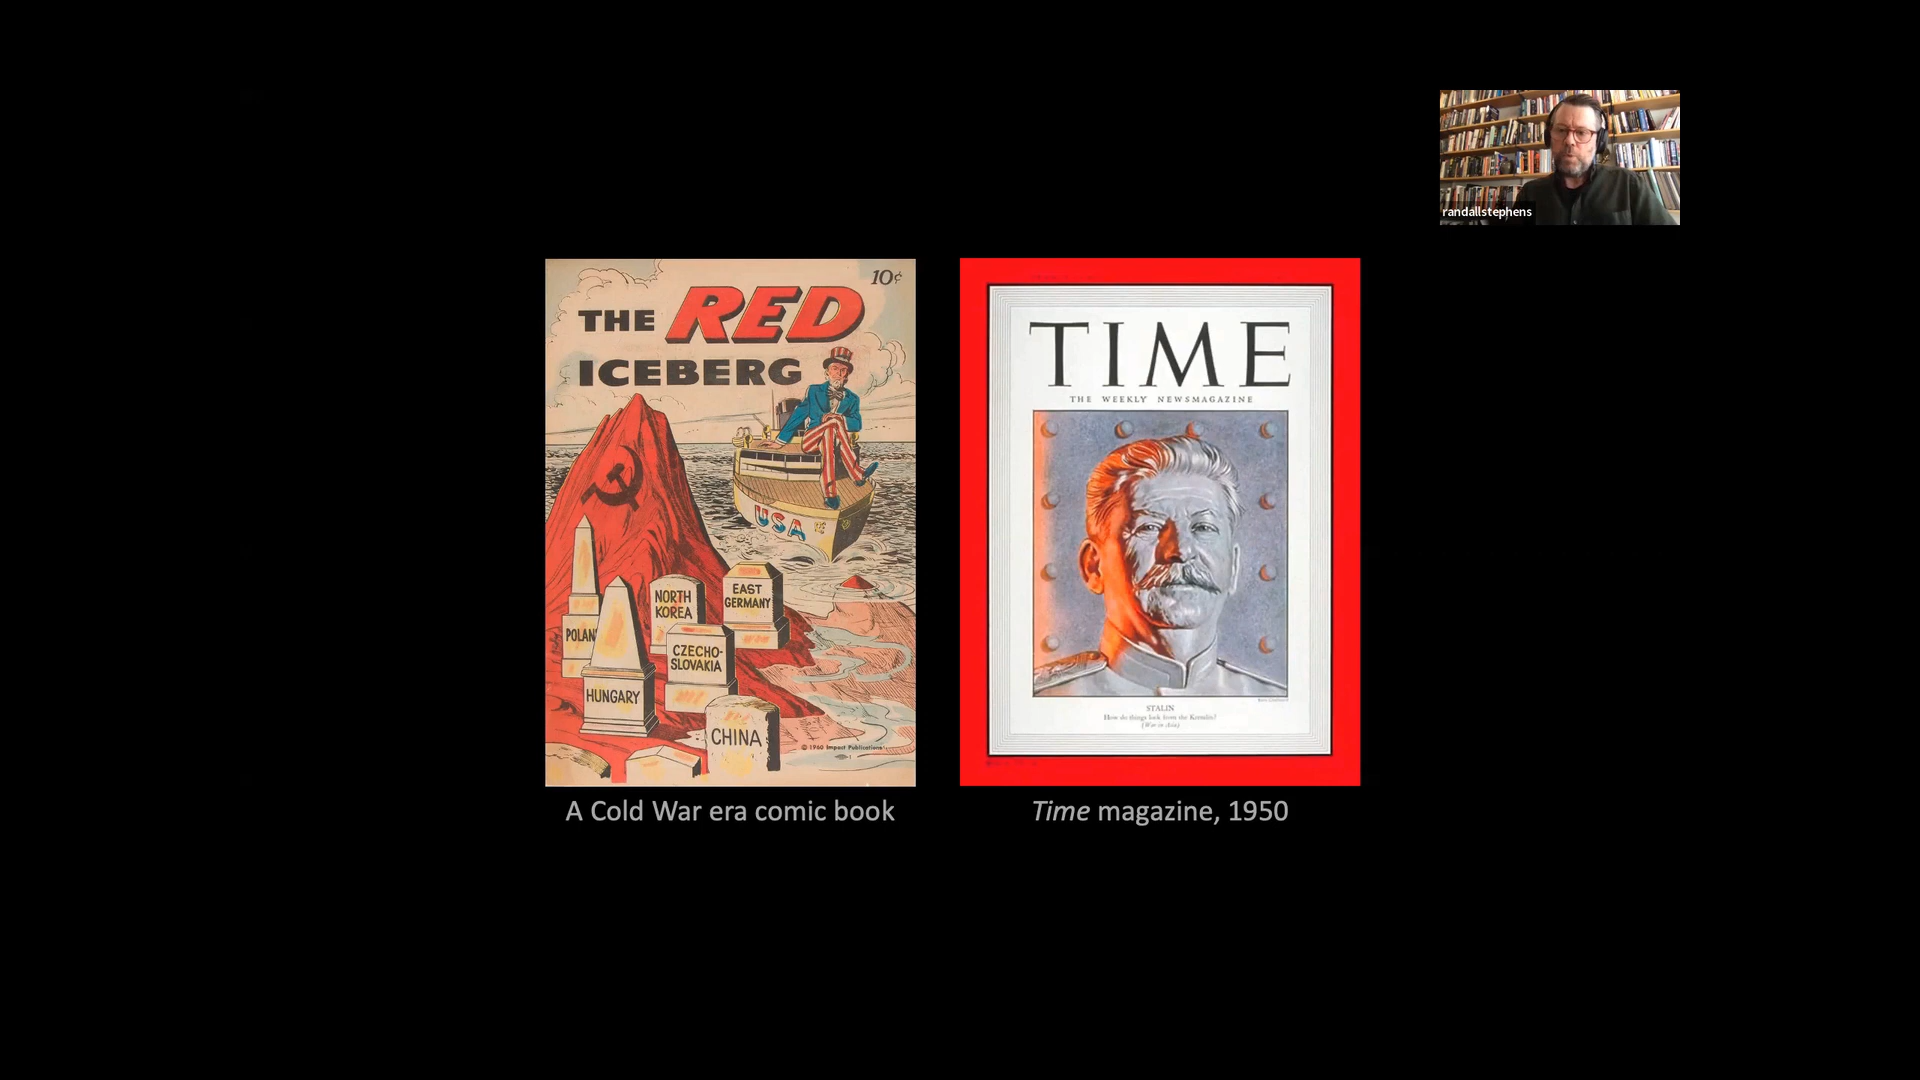 randallstephens
10¢
THE RED
ICEBERG
USA
POLAN
HUNGARY
NORTH
KOREA
EAST
GERMANY
CZECHO-
SLOVAKIA
CHINA
© 1960 Impact Publications
A Cold War era comic book
TIME
THE WEEKLY NEWSMAGAZINE
STALIN
How do things look from the Kremlin?
(War in Asia)
Time magazine, 1950